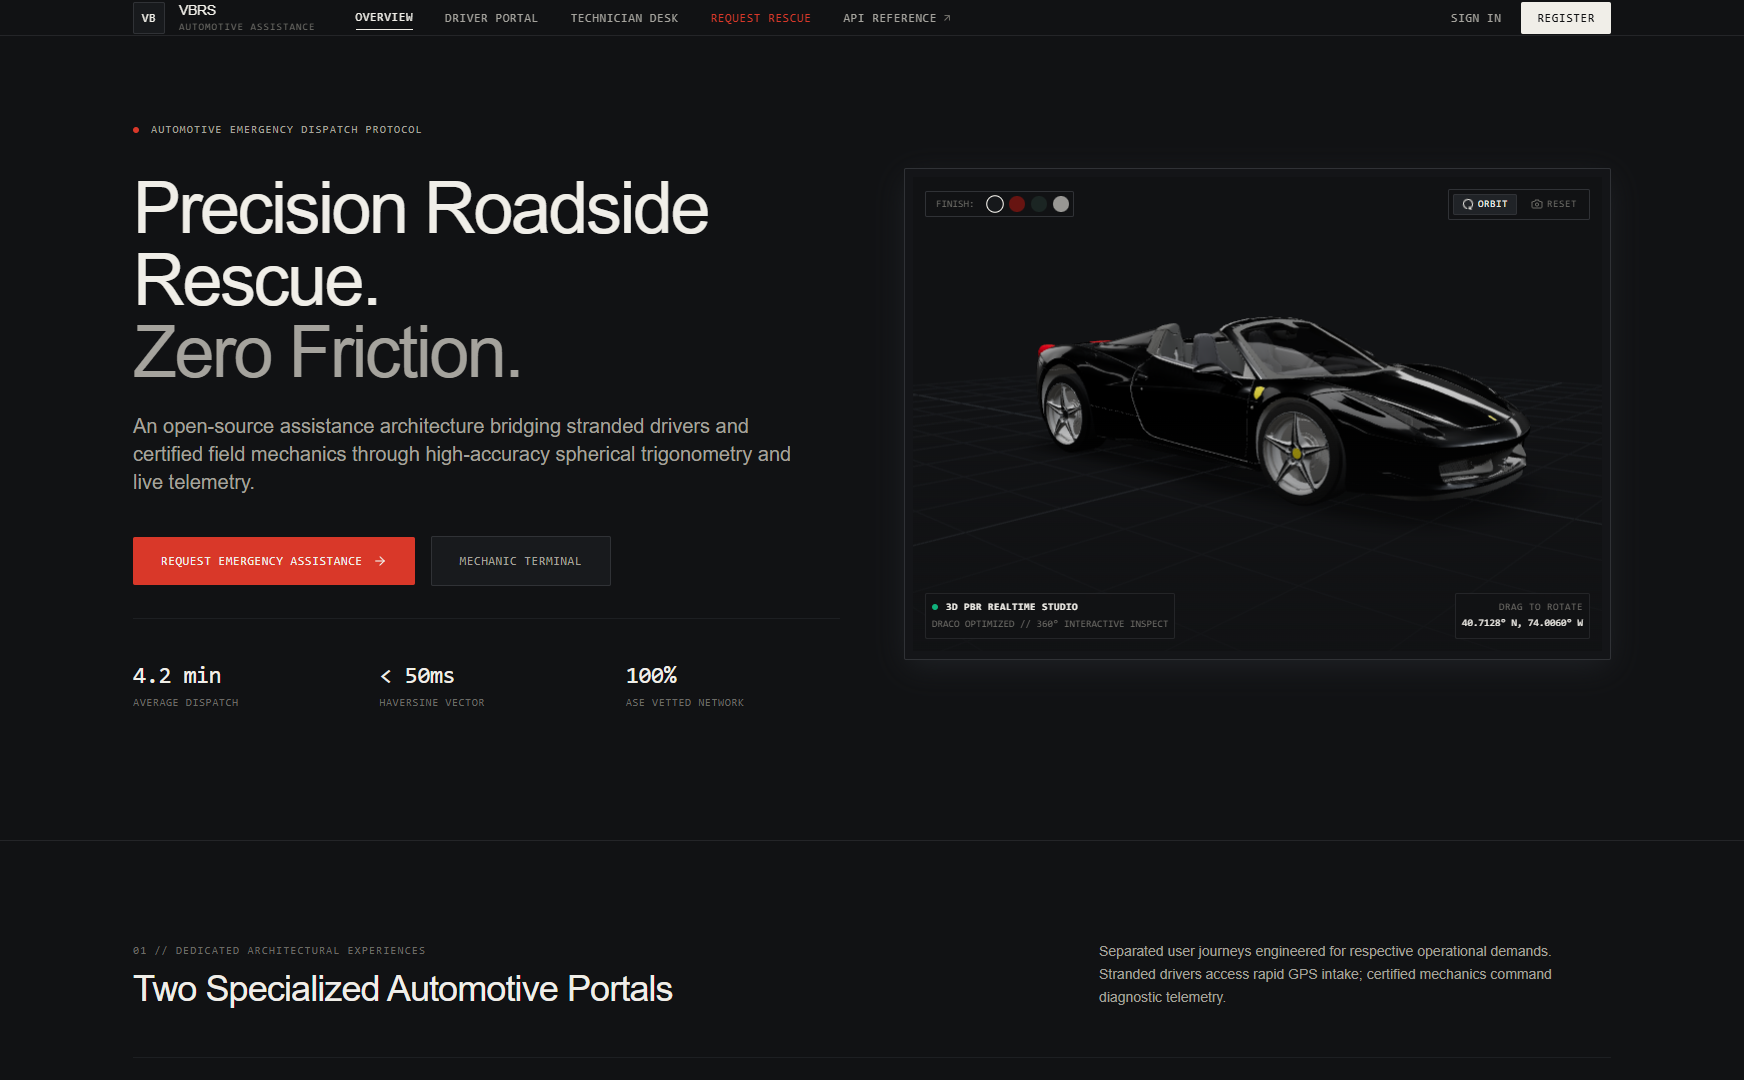 VB
VBRS
AUTOMOTIVE ASSISTANCE
OVERVIEW
DRIVER PORTAL
TECHNICIAN DESK
REQUEST RESCUE
API REFERENCE ↗
SIGN IN
REGISTER
AUTOMOTIVE EMERGENCY DISPATCH PROTOCOL
Precision Roadside
Rescue.
Zero Friction.
An open-source assistance architecture bridging stranded drivers and
certified field mechanics through high-accuracy spherical trigonometry and
live telemetry.
REQUEST EMERGENCY ASSISTANCE →
MECHANIC TERMINAL
4.2 min
AVERAGE DISPATCH
< 50ms
HAVERSINE VECTOR
100%
ASE VETTED NETWORK
FINISH:
ORBIT
RESET
3D PBR REALTIME STUDIO
DRACO OPTIMIZED // 360° INTERACTIVE INSPECT
DRAG TO ROTATE
40.7128° N, 74.0060° W
01 // DEDICATED ARCHITECTURAL EXPERIENCES
Two Specialized Automotive Portals
Separated user journeys engineered for respective operational demands.
Stranded drivers access rapid GPS intake; certified mechanics command
diagnostic telemetry.